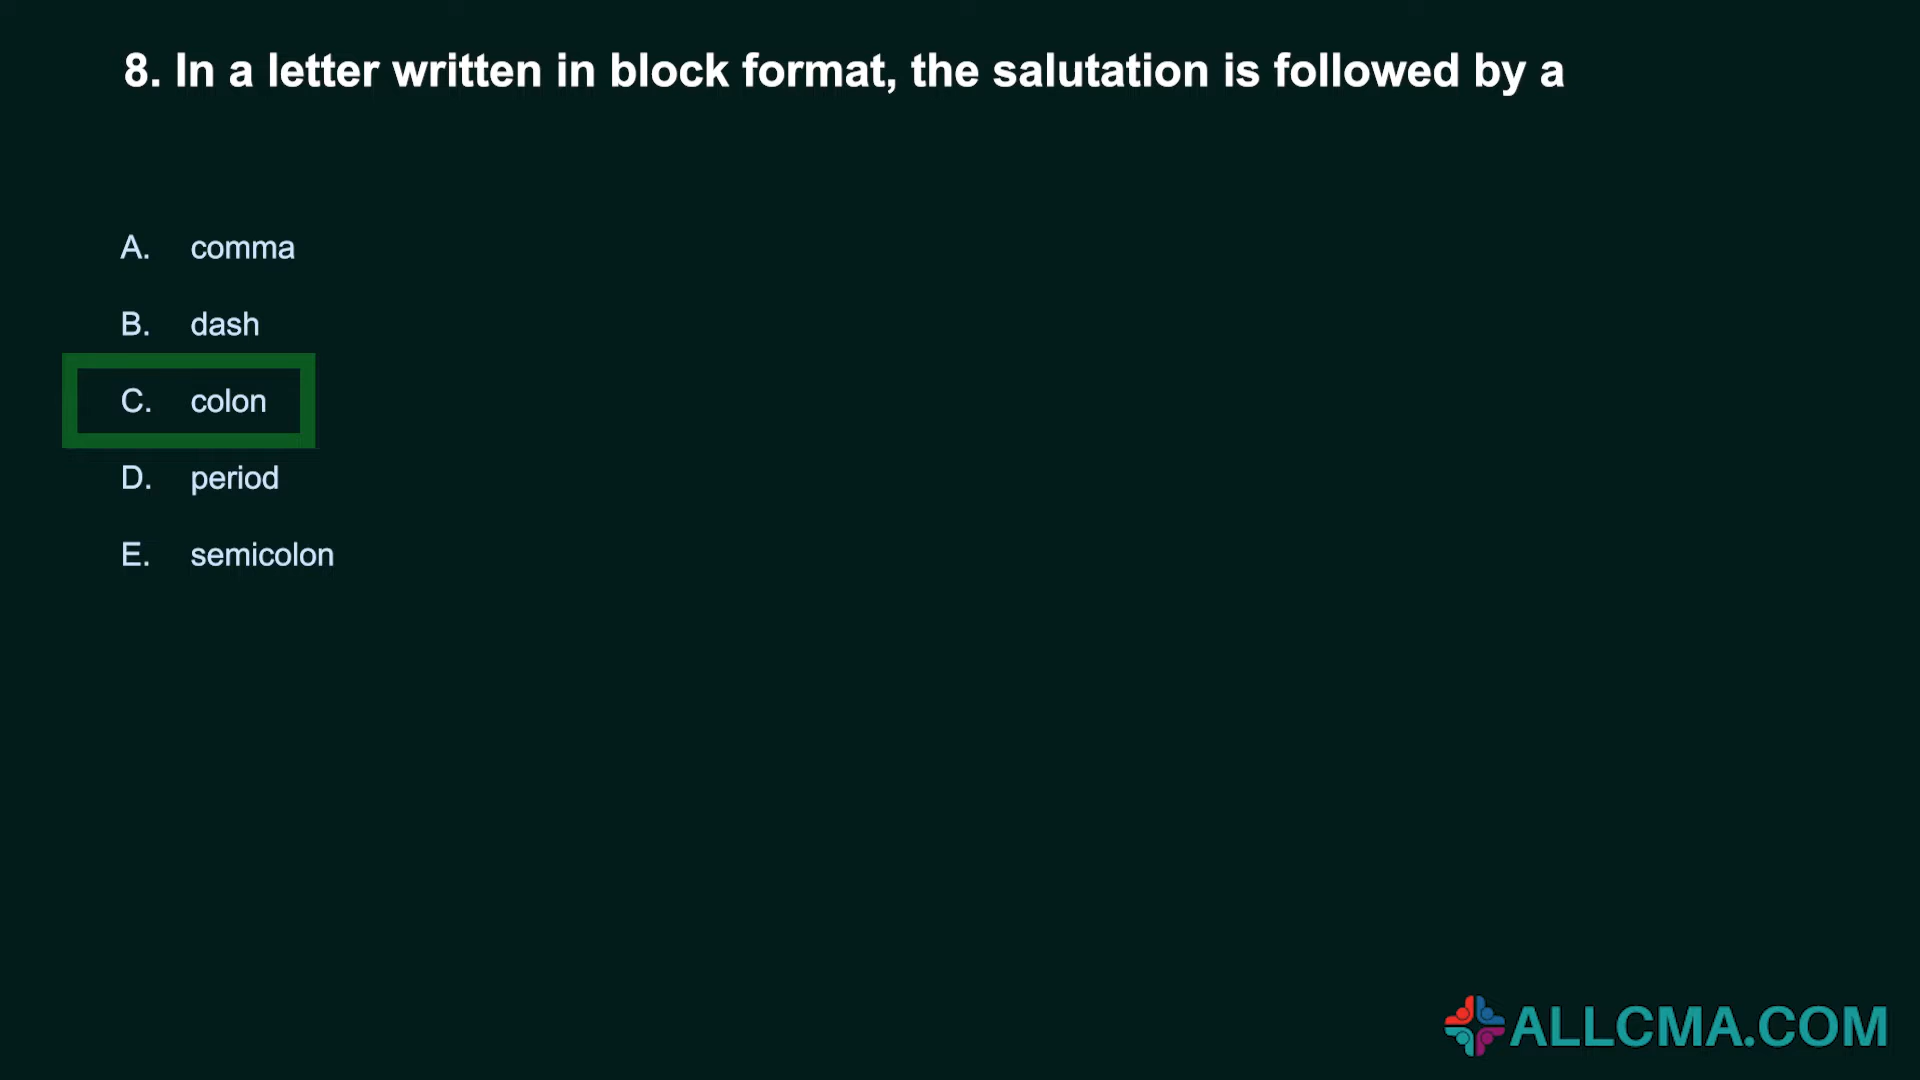 8. In a letter written in block format, the salutation is followed by a
A. comma
B. dash
C. colon
D. period
E. semicolon
ALLCMA.COM